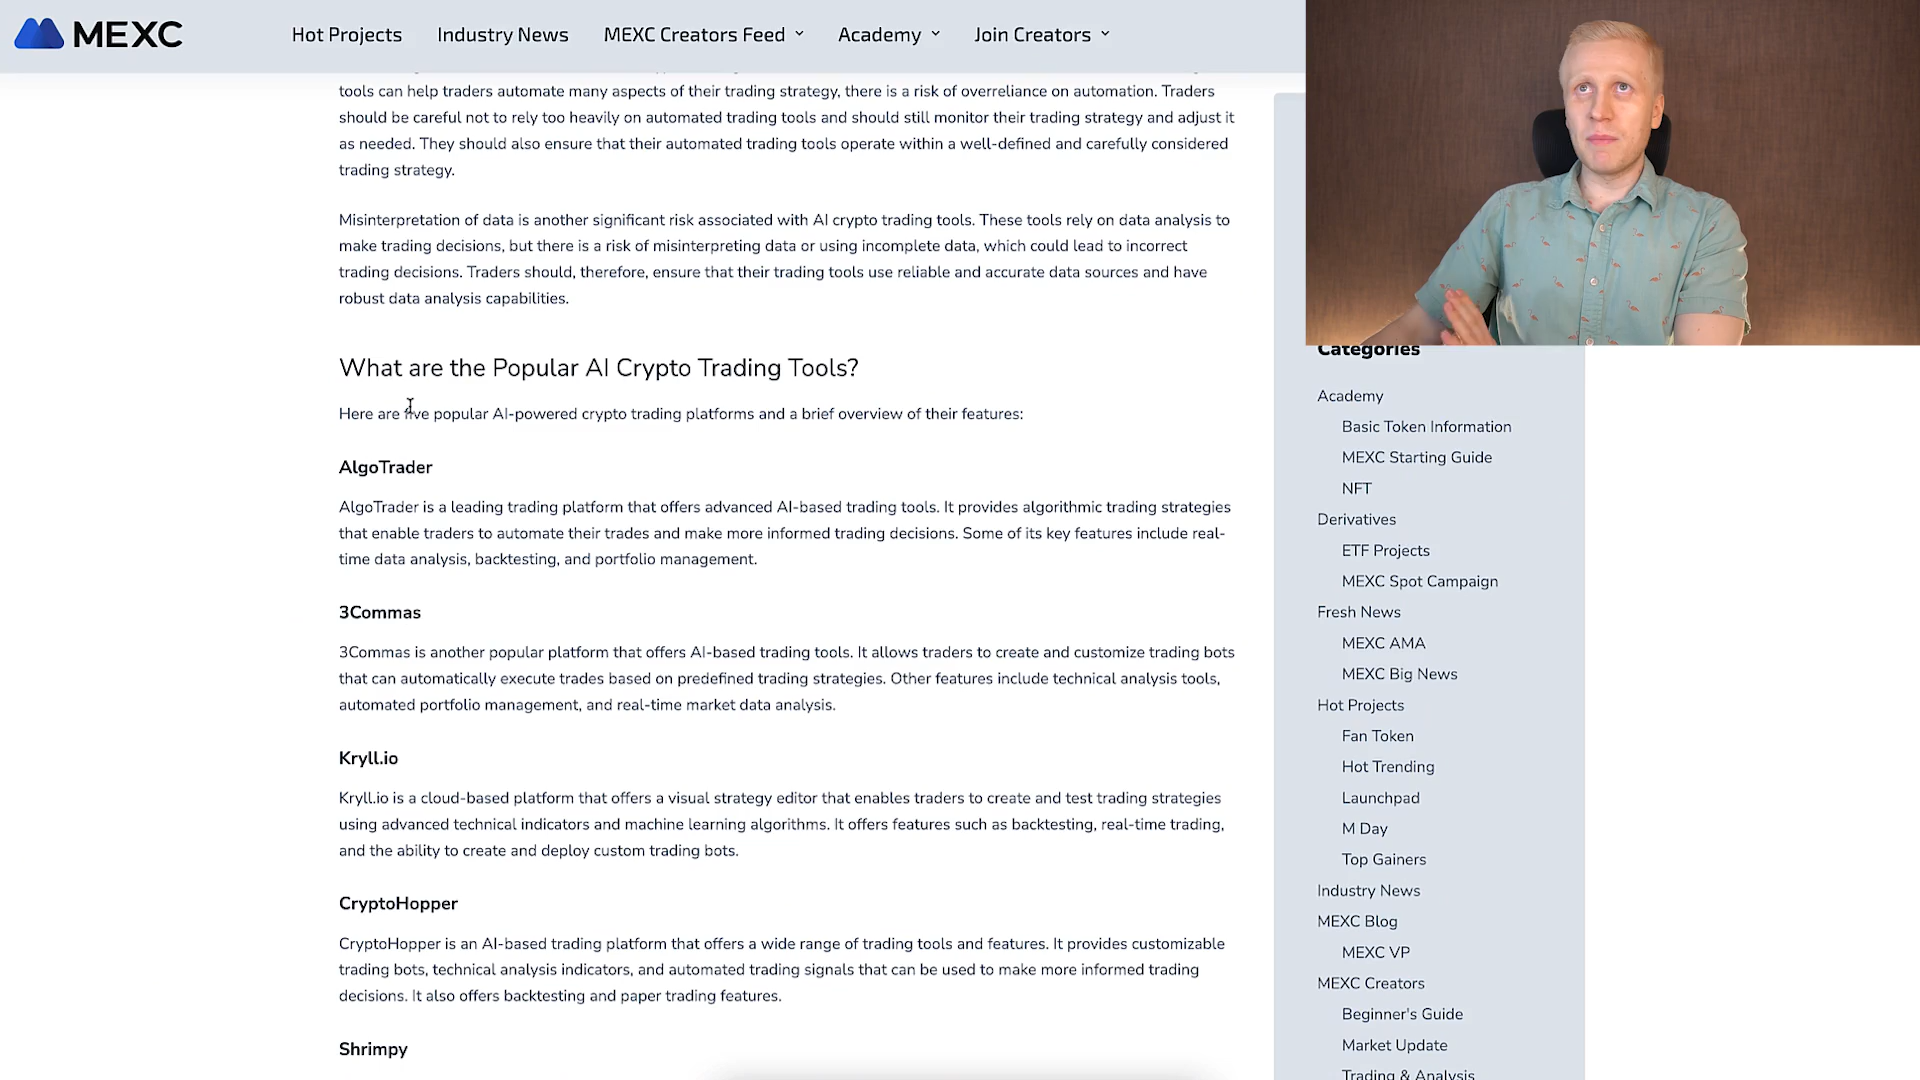 MEXC
Hot Projects
Industry News
MEXC Creators Feed
Academy
Join Creators
tools can help traders automate many aspects of their trading strategy, there is a risk of overreliance on automation. Traders
should be careful not to rely too heavily on automated trading tools and should still monitor their trading strategy and adjust it
as needed. They should also ensure that their automated trading tools operate within a well-defined and carefully considered
trading strategy.
Misinterpretation of data is another significant risk associated with AI crypto trading tools. These tools rely on data analysis to
make trading decisions, but there is a risk of misinterpreting data or using incomplete data, which could lead to incorrect
trading decisions. Traders should, therefore, ensure that their trading tools use reliable and accurate data sources and have
robust data analysis capabilities.
What are the Popular AI Crypto Trading Tools?
Here are five popular AI-powered crypto trading platforms and a brief overview of their features:
AlgoTrader
AlgoTrader is a leading trading platform that offers advanced AI-based trading tools. It provides algorithmic trading strategies
that enable traders to automate their trades and make more informed trading decisions. Some of its key features include real-
time data analysis, backtesting, and portfolio management.
3Commas
3Commas is another popular platform that offers AI-based trading tools. It allows traders to create and customize trading bots
that can automatically execute trades based on predefined trading strategies. Other features include technical analysis tools,
automated portfolio management, and real-time market data analysis.
Kryll.io
Kryll.io is a cloud-based platform that offers a visual strategy editor that enables traders to create and test trading strategies
using advanced technical indicators and machine learning algorithms. It offers features such as backtesting, real-time trading,
and the ability to create and deploy custom trading bots.
CryptoHopper
CryptoHopper is an AI-based trading platform that offers a wide range of trading tools and features. It provides customizable
trading bots, technical analysis indicators, and automated trading signals that can be used to make more informed trading
decisions. It also offers backtesting and paper trading features.
Shrimpy
Categories
Academy
Basic Token Information
MEXC Starting Guide
NFT
Derivatives
ETF Projects
MEXC Spot Campaign
Fresh News
MEXC AMA
MEXC Big News
Hot Projects
Fan Token
Hot Trending
Launchpad
M Day
Top Gainers
Industry News
MEXC Blog
MEXC VP
MEXC Creators
Beginner's Guide
Market Update
Trading & Analysis